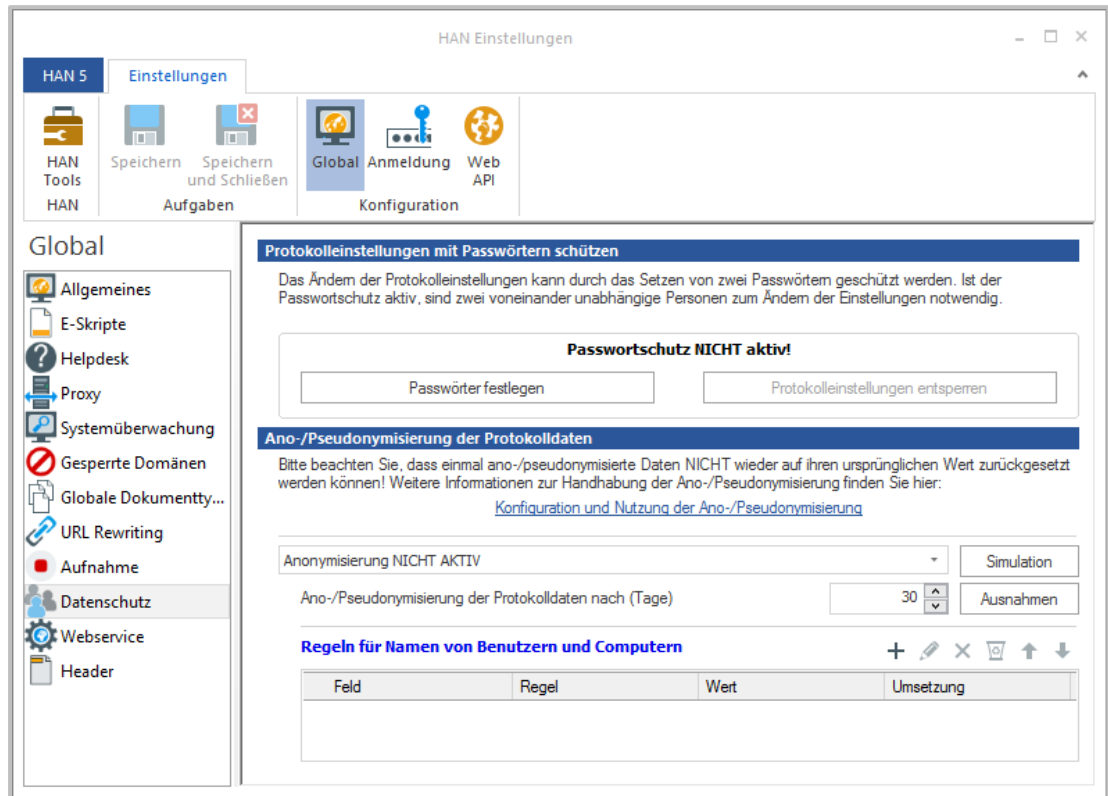 HAN Einstellungen
HAN 5
Einstellungen
HAN
Tools
Speichern
Speichern
und Schließen
Global
Anmeldung
Web
API
HAN
Aufgaben
Konfiguration
Global
Allgemeines
E-Skripte
Helpdesk
Proxy
Systemüberwachung
Gesperrte Domänen
Globale Dokumentty...
URL Rewriting
Aufnahme
Datenschutz
Webservice
Header
Protokolleinstellungen mit Passwörtern schützen
Das Ändern der Protokolleinstellungen kann durch das Setzen von zwei Passwörtern geschützt werden. Ist der
Passwortschutz aktiv, sind zwei voneinander unabhängige Personen zum Ändern der Einstellungen notwendig.
Passwortschutz NICHT aktiv!
Passwörter festlegen
Protokolleinstellungen entsperren
Ano-/Pseudonymisierung der Protokolldaten
Bitte beachten Sie, dass einmal ano-/pseudonymisierte Daten NICHT wieder auf ihren ursprünglichen Wert zurückgesetzt
werden können! Weitere Informationen zur Handhabung der Ano-/Pseudonymisierung finden Sie hier:
Konfiguration und Nutzung der Ano-/Pseudonymisierung
Anonymisierung NICHT AKTIV
Simulation
Ano-/Pseudonymisierung der Protokolldaten nach (Tage)
30
Ausnahmen
Regeln für Namen von Benutzern und Computern
Feld
Regel
Wert
Umsetzung